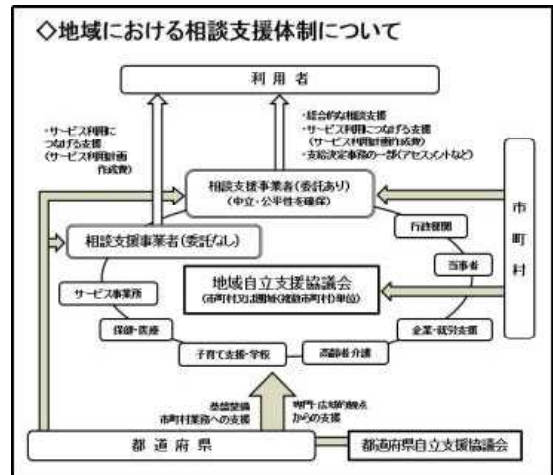 ◇地域における相談支援体制について
利用者
・サービス利用に
つなげる支援
(サービス利用計画
作成費)
・総合的な相談支援
・サービス利用につなげる支援
(サービス利用計画作成費)
・支給決定事務の一部(アセスメントなど)
相談支援事業者(委託あり)
(中立・公平性を確保)
市町村
行政機関
相談支援事業者(委託なし)
当事者
地域自立支援協議会
(市町村又は圏域(複数市町村)単位)
サービス事業所
保健・医療
企業・就労支援
子育て支援・学校
高齢者介護
基盤整備
市町村業務への支援
専門・広域的観点
からの支援
都道府県
都道府県自立支援協議会